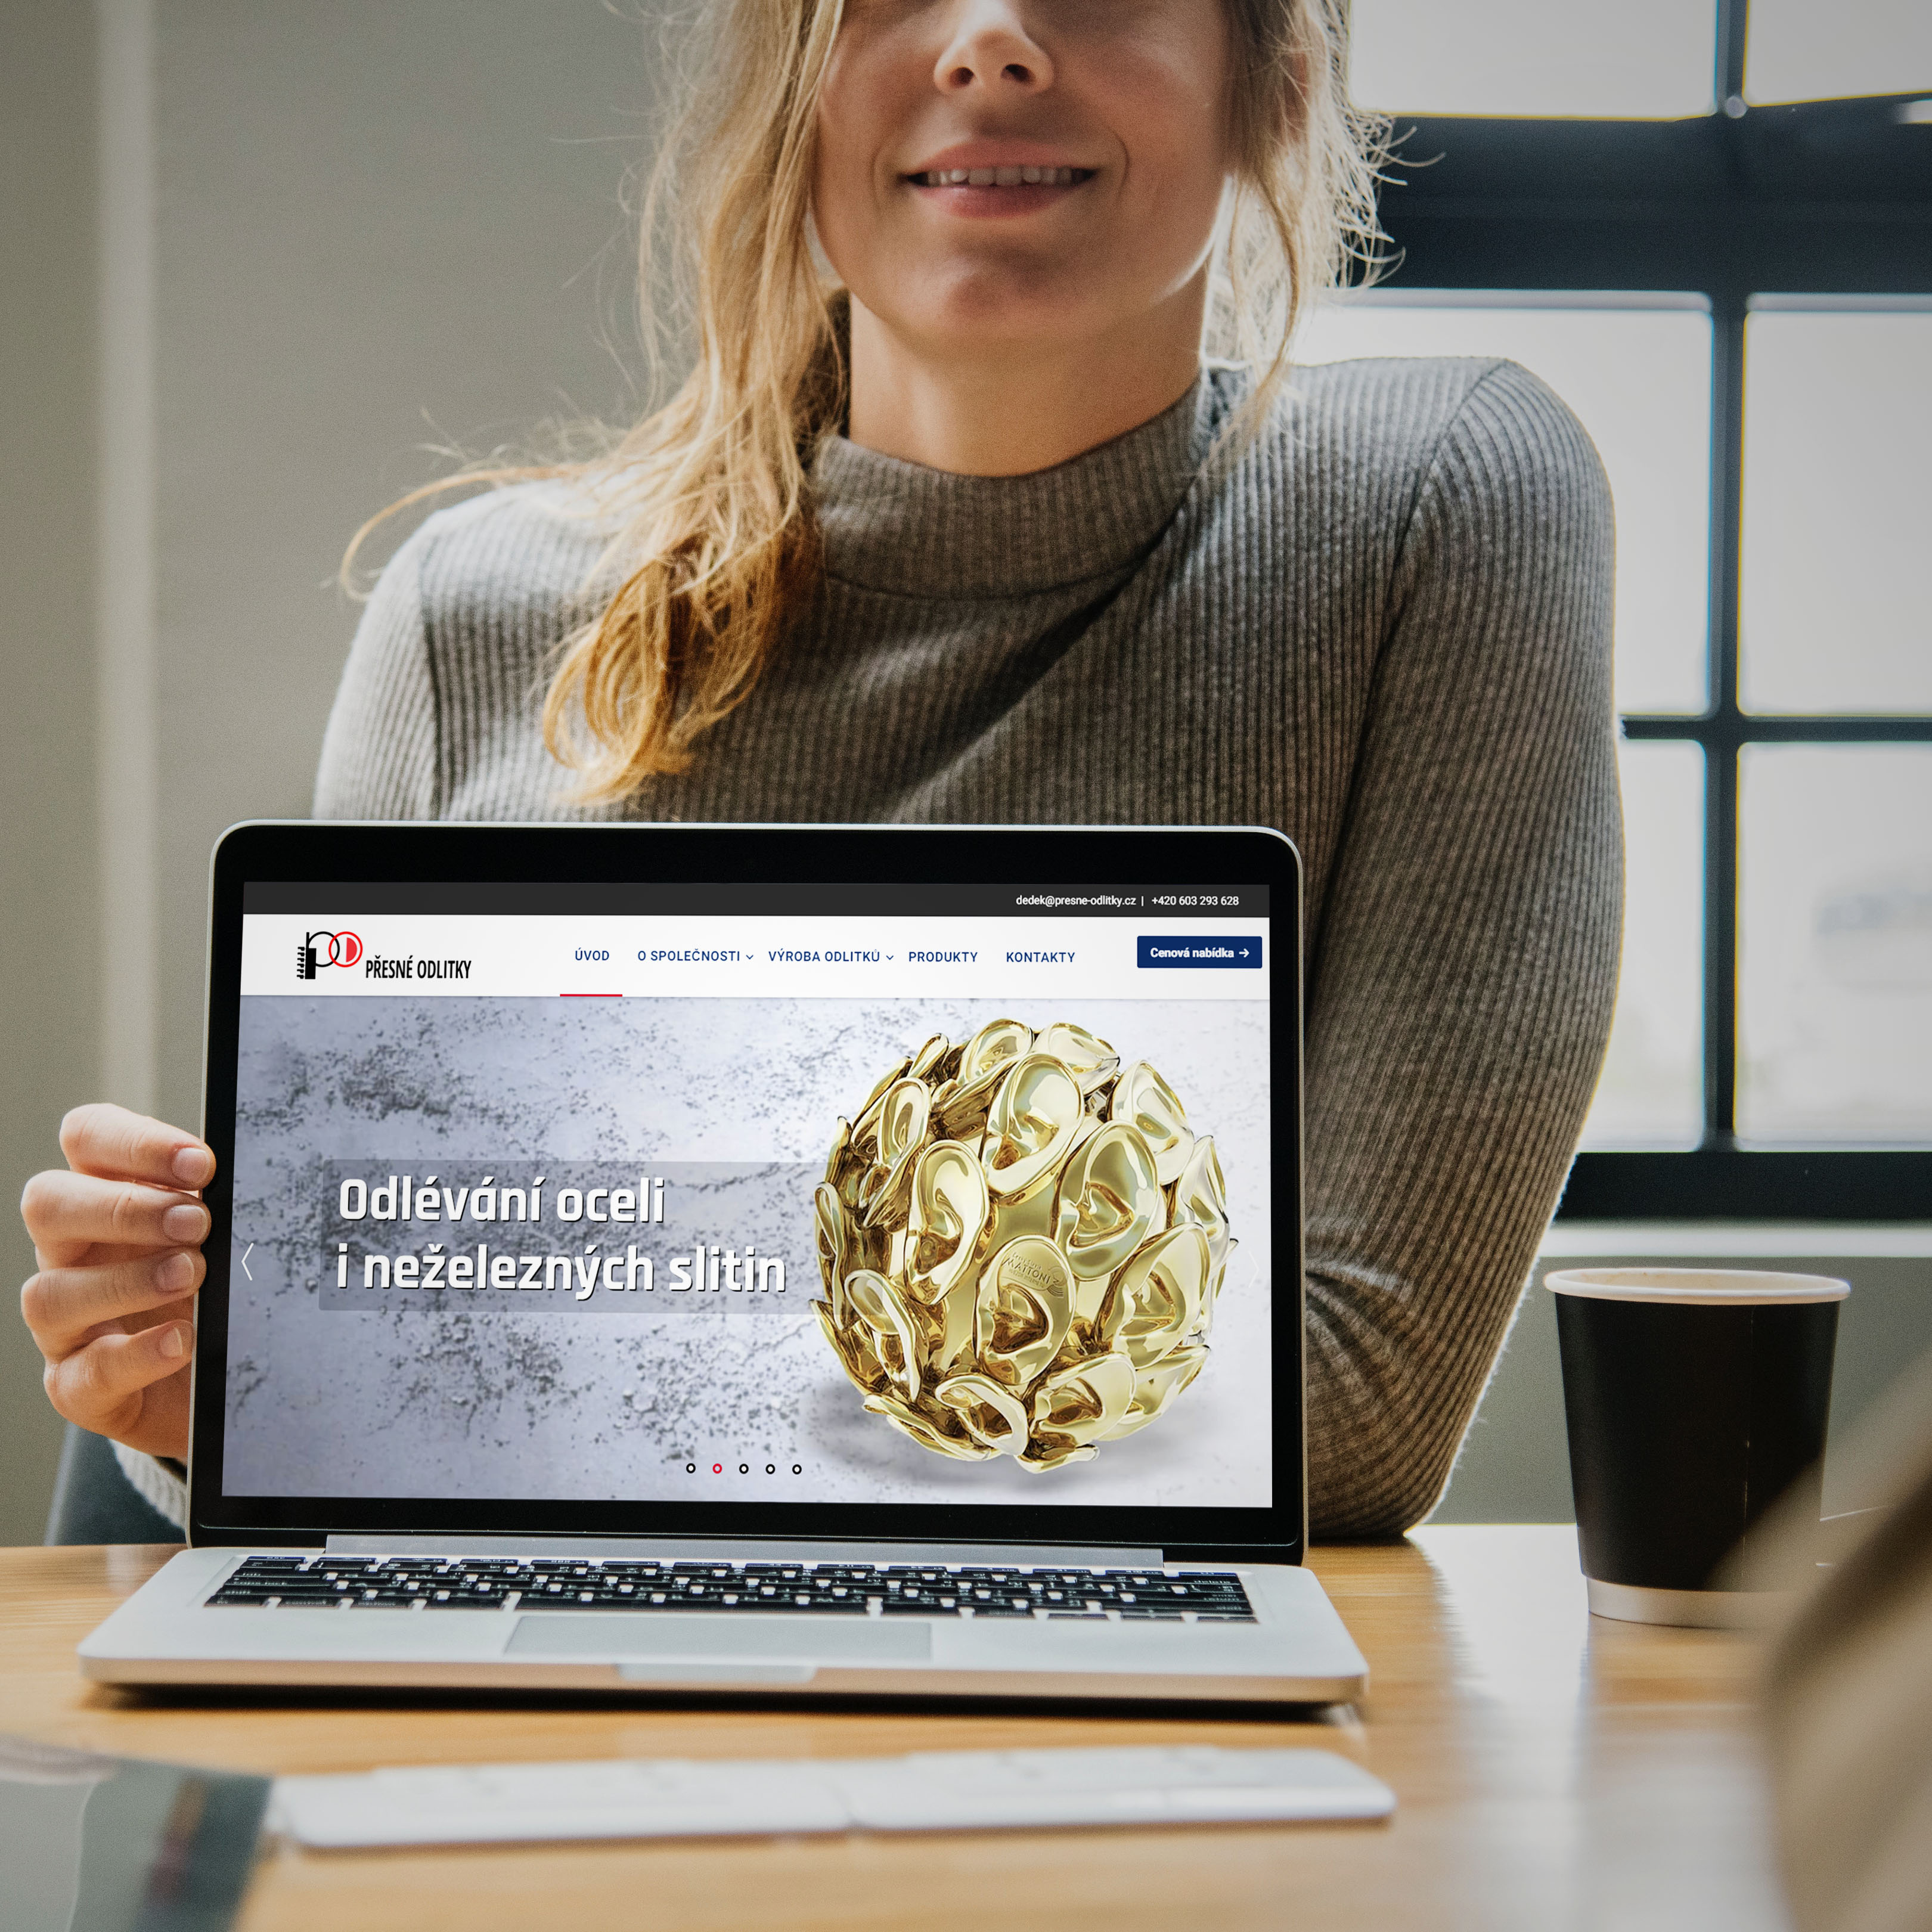 dedek@presne-odlitky.cz | +420 603 293 628
PŘESNÉ ODLITKY
ÚVOD O SPOLEČNOSTI VÝROBA ODLITKŮ PRODUKTY KONTAKTY
Cenová nabídka →
Odlévání oceli
i neželezných slitin
MATTONI